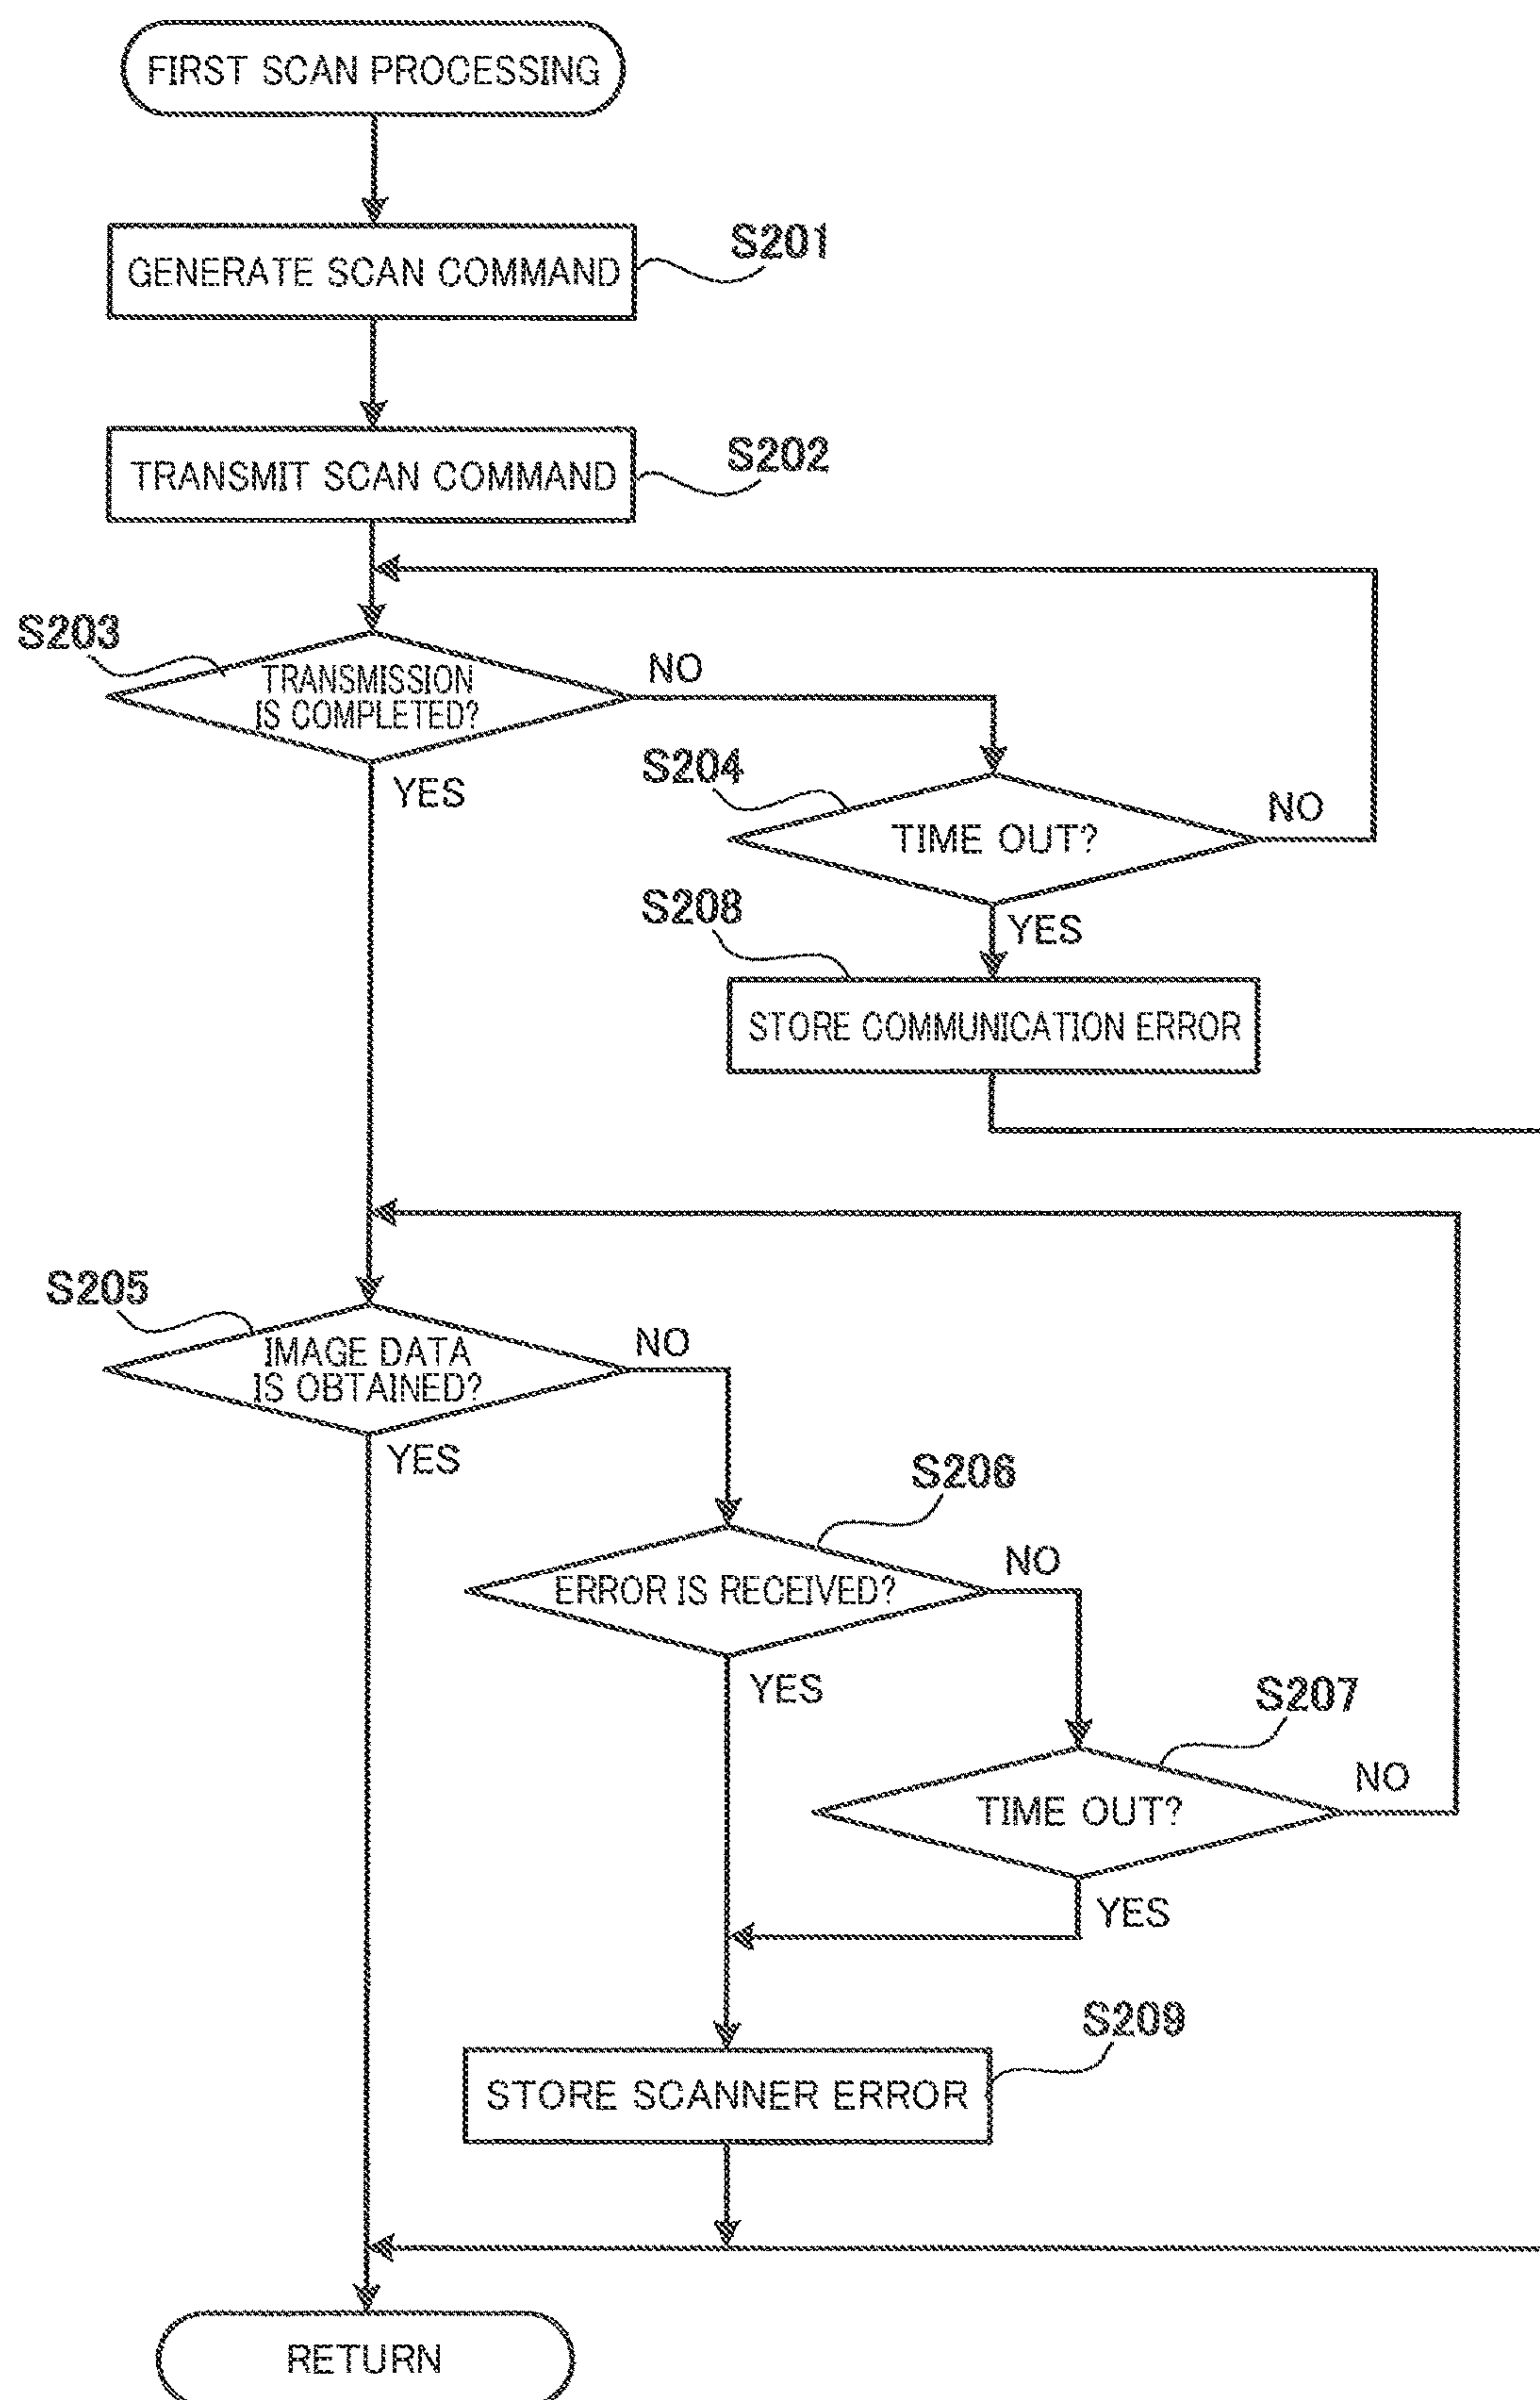 FIRST SCAN PROCESSING
GENERATE SCAN COMMAND
S201
TRANSMIT SCAN COMMAND
S202
S203
TRANSMISSION
IS COMPLETED?
NO
YES
S204
TIME OUT?
NO
S208
YES
STORE COMMUNICATION ERROR
S205
IMAGE DATA
IS OBTAINED?
NO
YES
S206
ERROR IS RECEIVED?
NO
YES
S207
TIME OUT?
NO
YES
S209
STORE SCANNER ERROR
RETURN